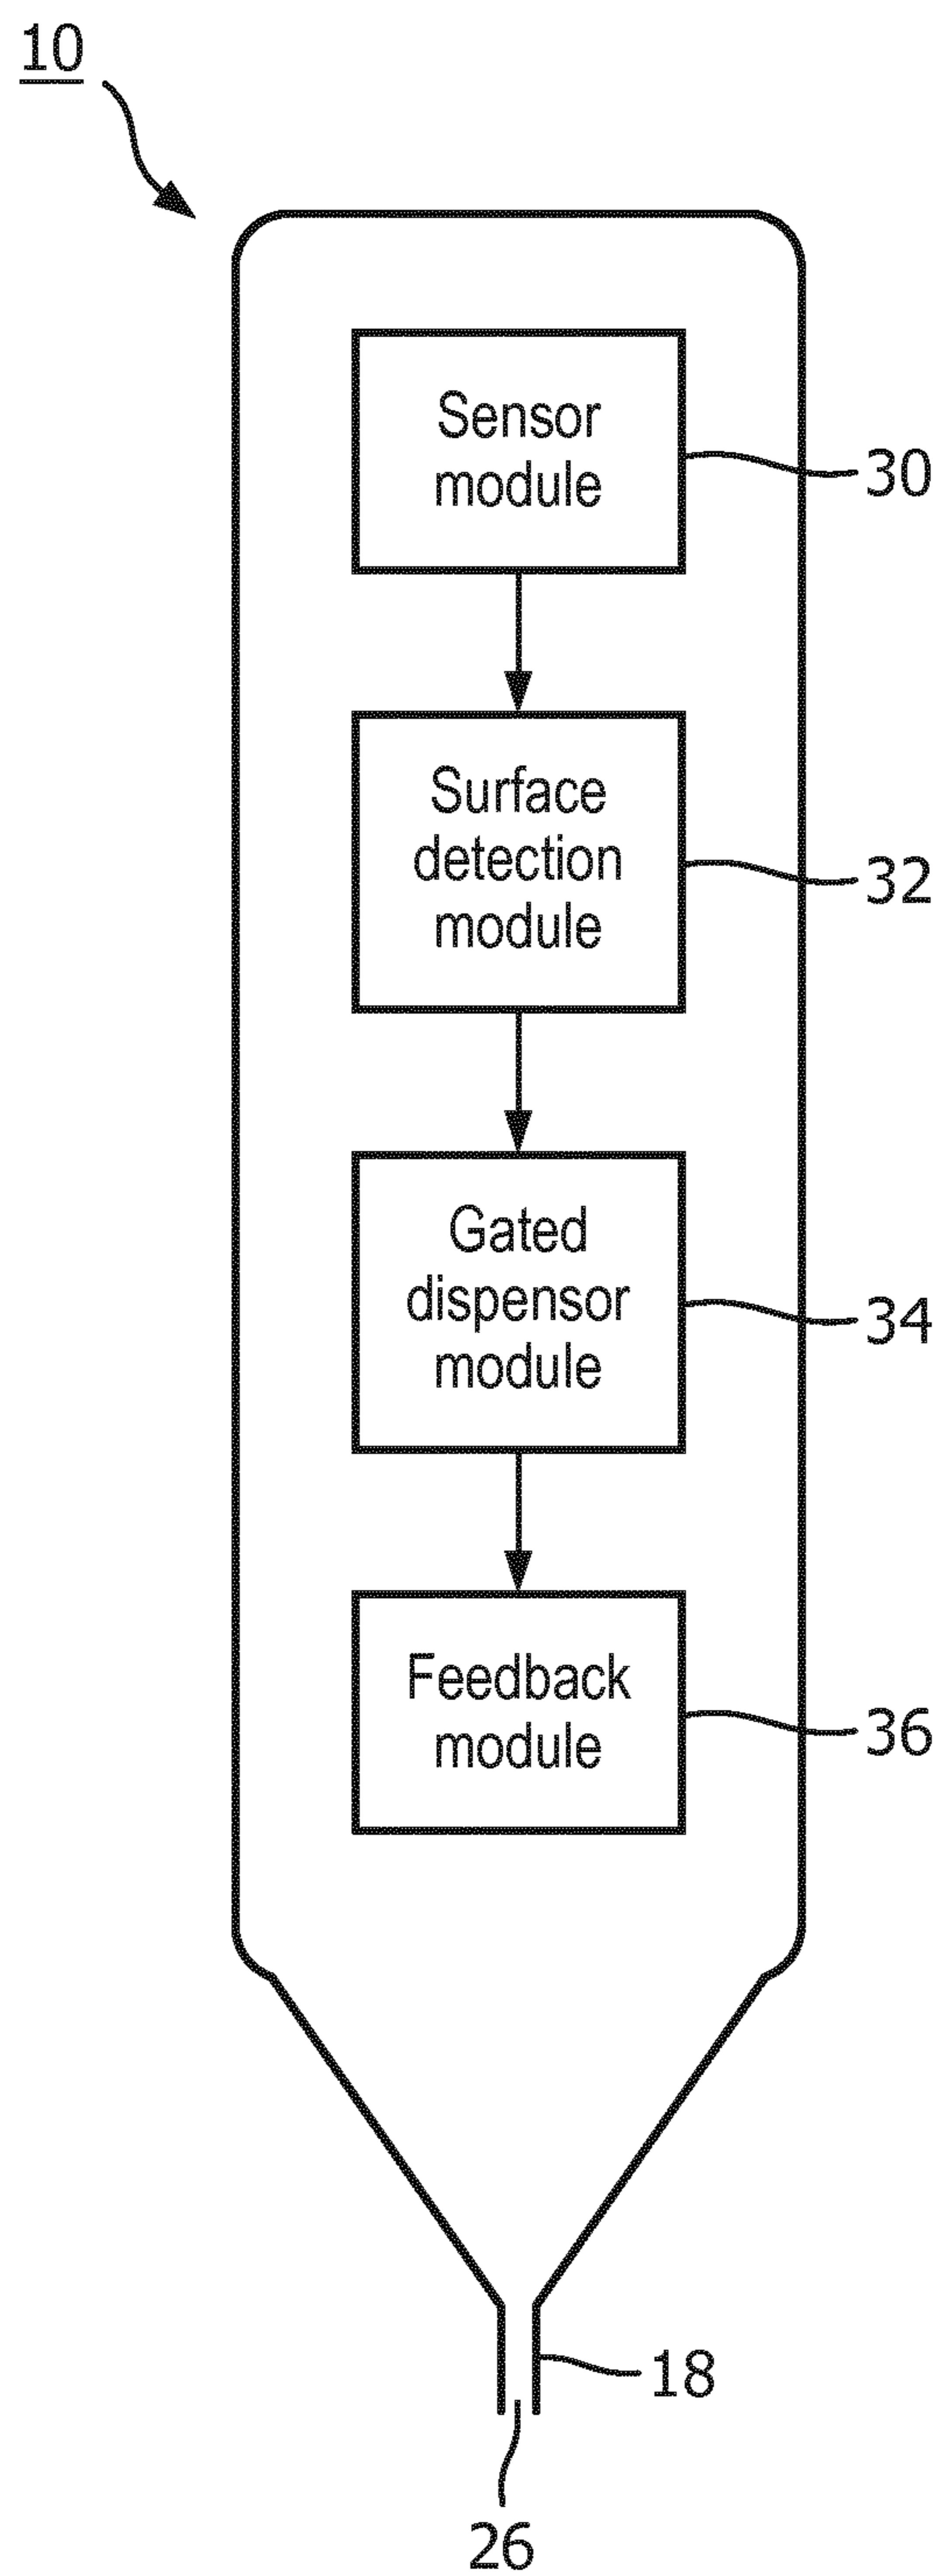 10
Sensor
module
30
Surface
detection
module
32
Gated
dispensor
module
34
Feedback
module
36
18
26